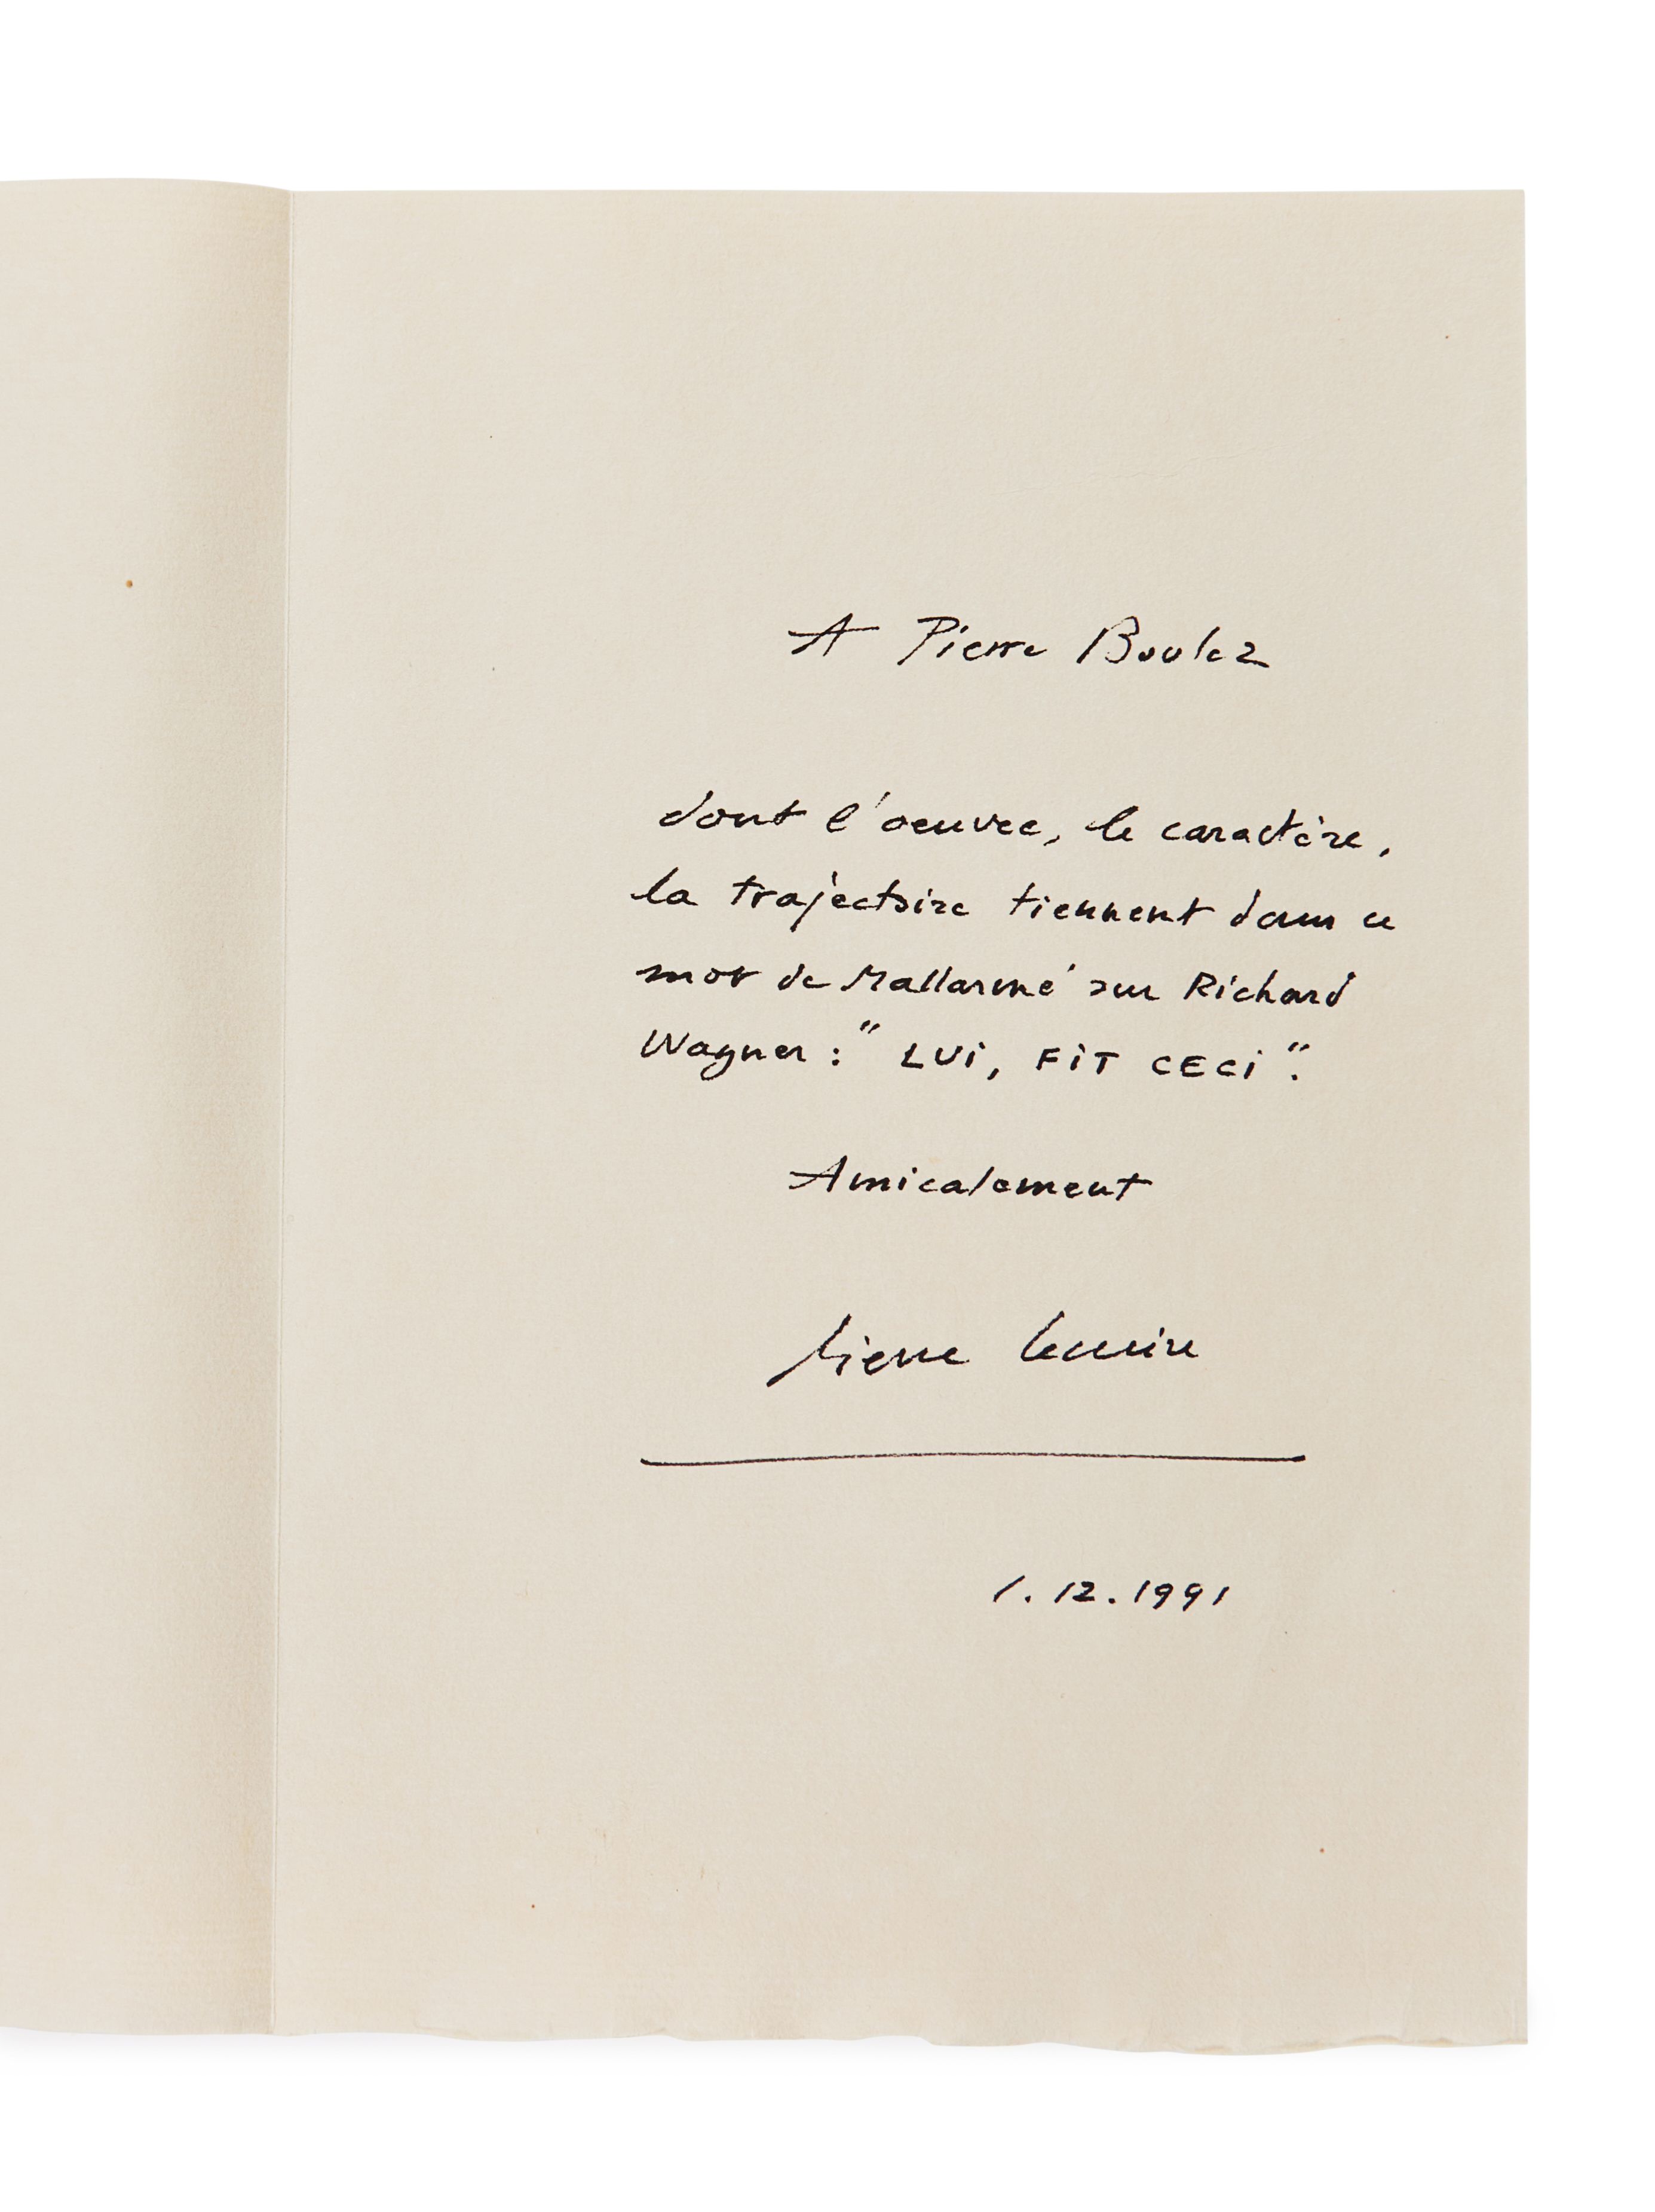 A Pierre Boulez
dont l'oeuvre, le caractère,
la trajectoire tiennent dans ce
mot de Mallarmé sur Richard
Wagner : " LUi, FiT CECi ".
Amicalement
Pierre
1.12.1991